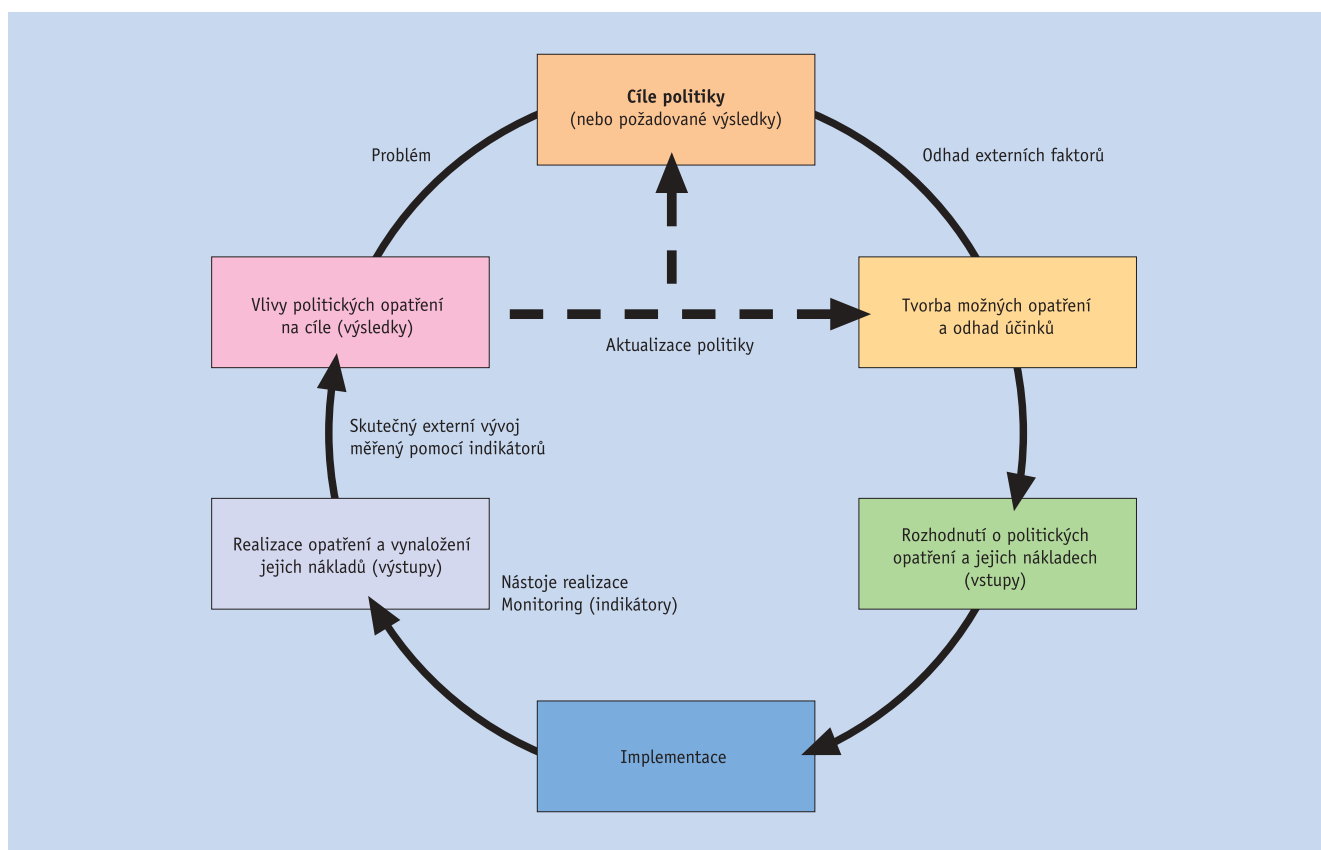 Cíle politiky
(nebo požadované výsledky)
Problém
Odhad externích faktorů
Vlivy politických opatření
na cíle (výsledky)
Tvorba možných opatření
a odhad účinků
Aktualizace politiky
Skutečný externí vývoj
měřený pomocí indikátorů
Realizace opatření a vynaložení
jejich nákladů (výstupy)
Rozhodnutí o politických
opatření a jejich nákladech
(vstupy)
Nástoje realizace
Monitoring (indikátory)
Implementace